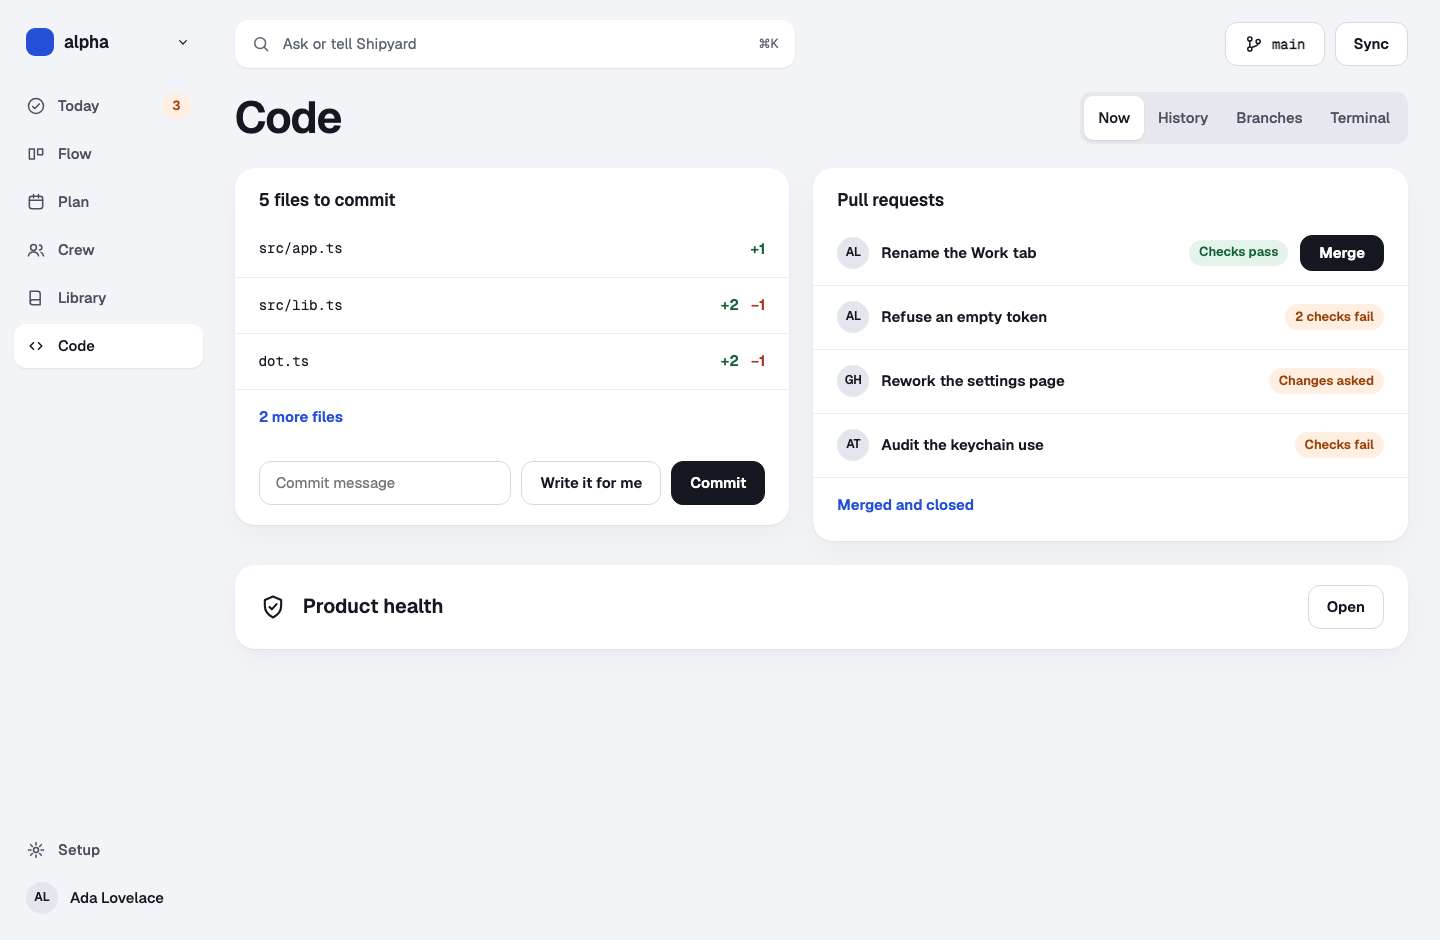 alpha
Ask or tell Shipyard ⌘K
main
Sync
Today 3
Flow
Plan
Crew
Library
Code
Setup
AL Ada Lovelace
Code
Now History Branches Terminal
5 files to commit
src/app.ts +1
src/lib.ts +2 −1
dot.ts +2 −1
2 more files
Commit message Write it for me Commit
Pull requests
AL Rename the Work tab Checks pass Merge
AL Refuse an empty token 2 checks fail
GH Rework the settings page Changes asked
AT Audit the keychain use Checks fail
Merged and closed
Product health Open